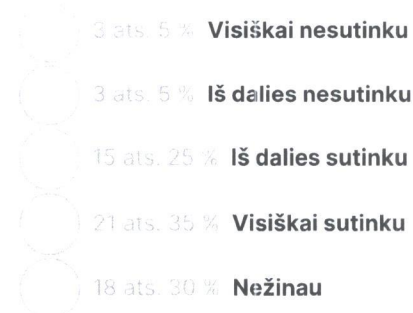 3 ats. 5 % Visiškai nesutinku
3 ats. 5 % Iš dalies nesutinku
15 ats. 25 % Iš dalies sutinku
21 ats. 35 % Visiškai sutinku
18 ats. 30 % Nežinau